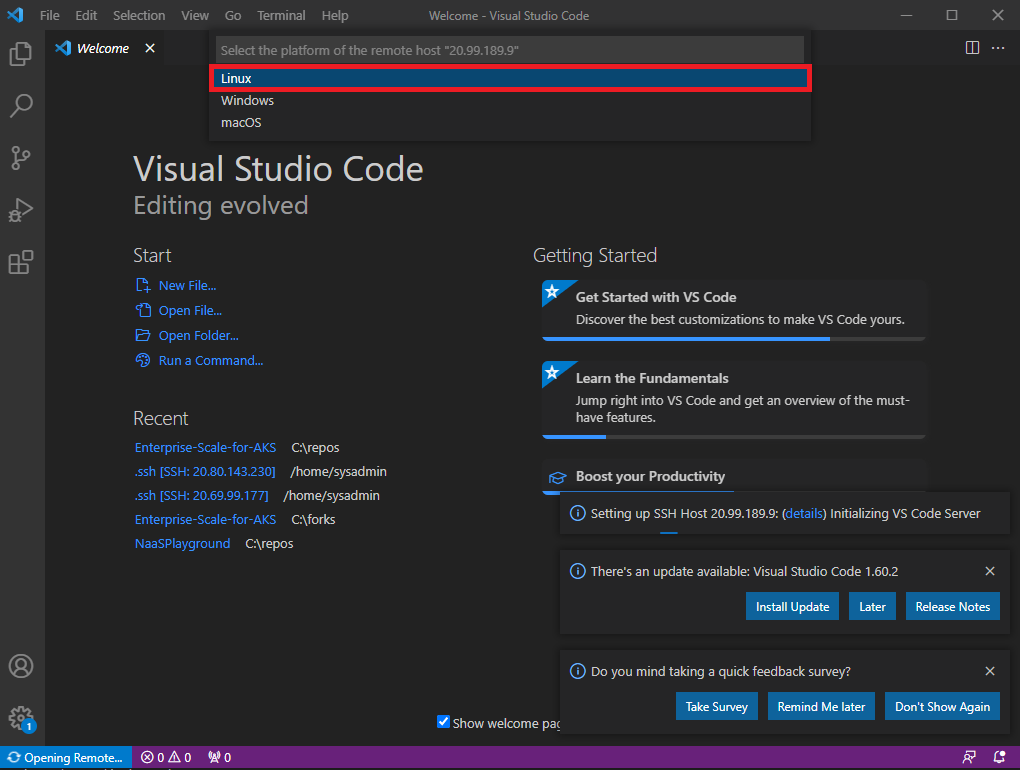 File Edit Selection View Go Terminal Help Welcome - Visual Studio Code
Welcome
Select the platform of the remote host "20.99.189.9"
Linux
Windows
macOS
Visual Studio Code
Editing evolved
Start
New File...
Open File...
Open Folder...
Run a Command...
Recent
Enterprise-Scale-for-AKS C:\repos
.ssh [SSH: 20.80.143.230] /home/sysadmin
.ssh [SSH: 20.69.99.177] /home/sysadmin
Enterprise-Scale-for-AKS C:\forks
NaaSPlayground C:\repos
Getting Started
Get Started with VS Code
Discover the best customizations to make VS Code yours.
Learn the Fundamentals
Jump right into VS Code and get an overview of the must-
have features.
Boost your Productivity
Setting up SSH Host 20.99.189.9: (details) Initializing VS Code Server
There's an update available: Visual Studio Code 1.60.2
Install Update Later Release Notes
Do you mind taking a quick feedback survey?
Take Survey Remind Me later Don't Show Again
Show welcome pag
1
Opening Remote... 0 0 0